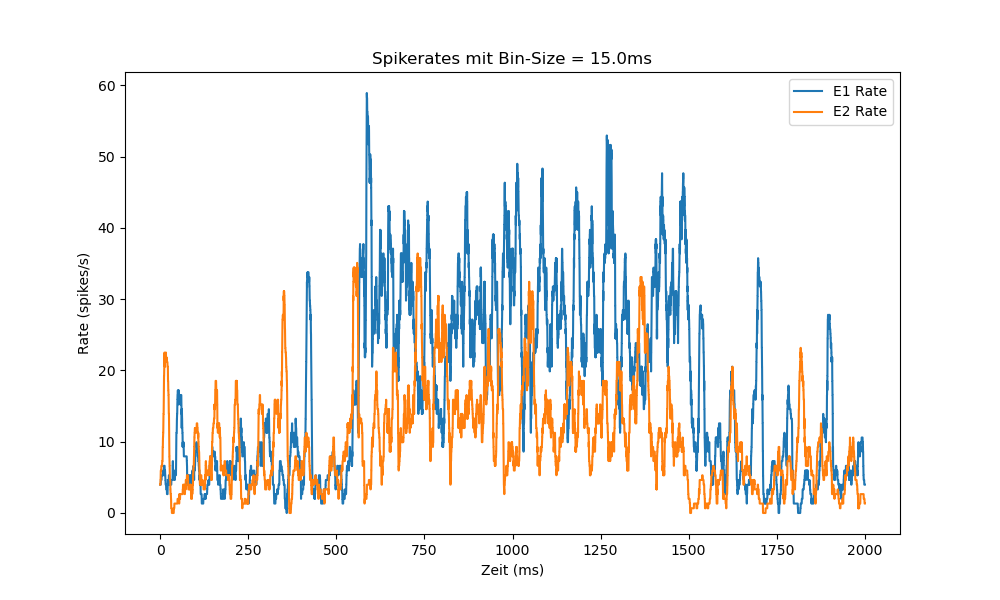 Spikerates mit Bin-Size = 15.0ms
E1 Rate
E2 Rate
60
50
40
30
20
10
0
Rate (spikes/s)
0 250 500 750 1000 1250 1500 1750 2000
Zeit (ms)